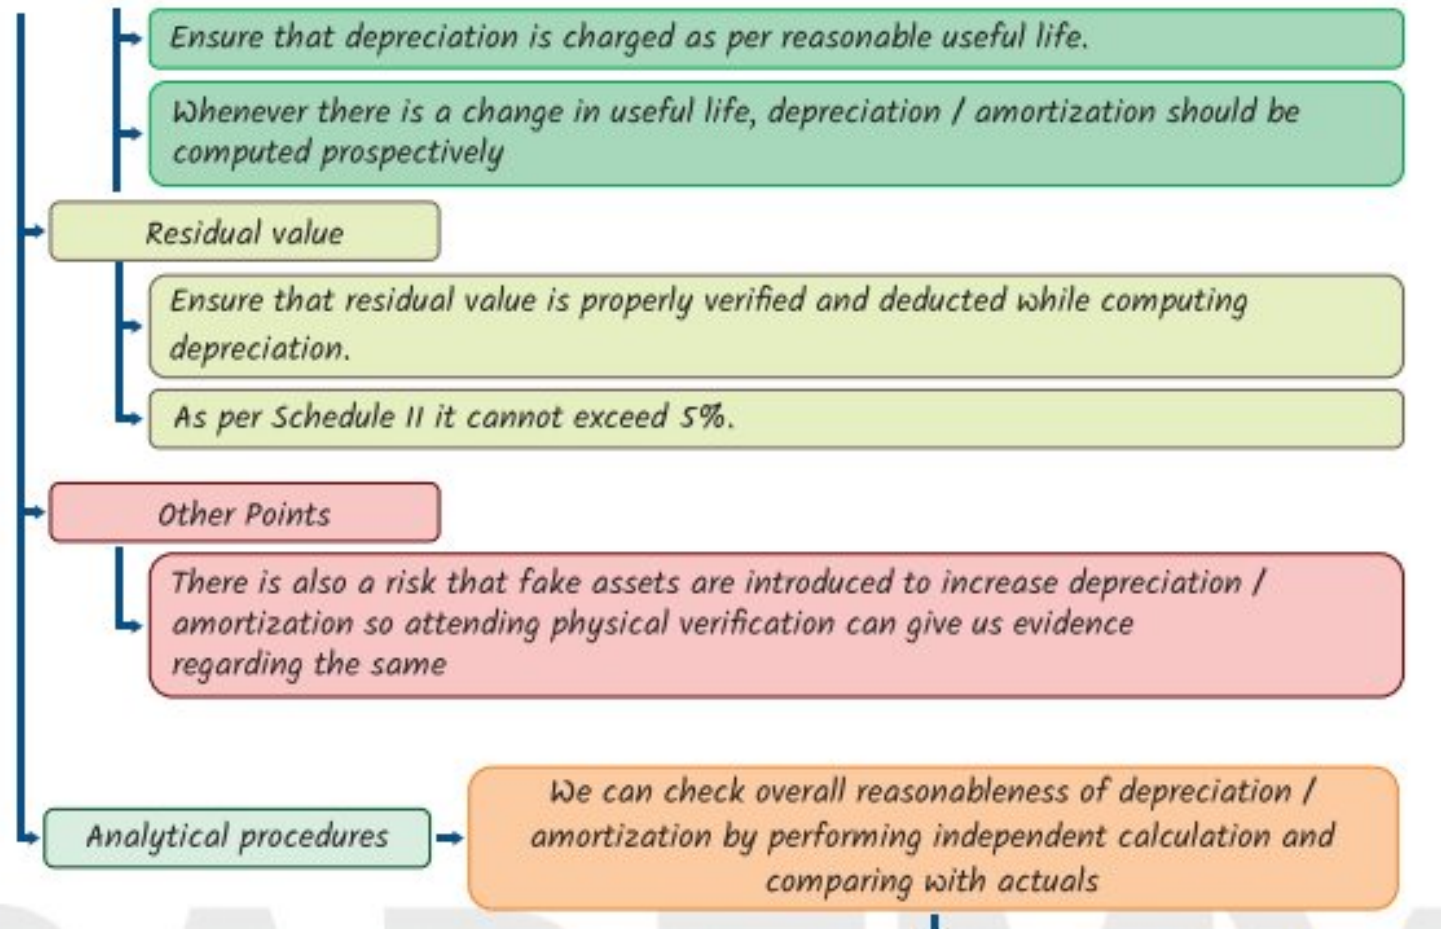 Ensure that depreciation is charged as per reasonable useful life.
Whenever there is a change in useful life, depreciation / amortization should be
computed prospectively
Residual value
Ensure that residual value is properly verified and deducted while computing
depreciation.
As per Schedule II it cannot exceed 5%.
Other Points
There is also a risk that fake assets are introduced to increase depreciation /
amortization so attending physical verification can give us evidence
regarding the same
Analytical procedures
We can check overall reasonableness of depreciation /
amortization by performing independent calculation and
comparing with actuals